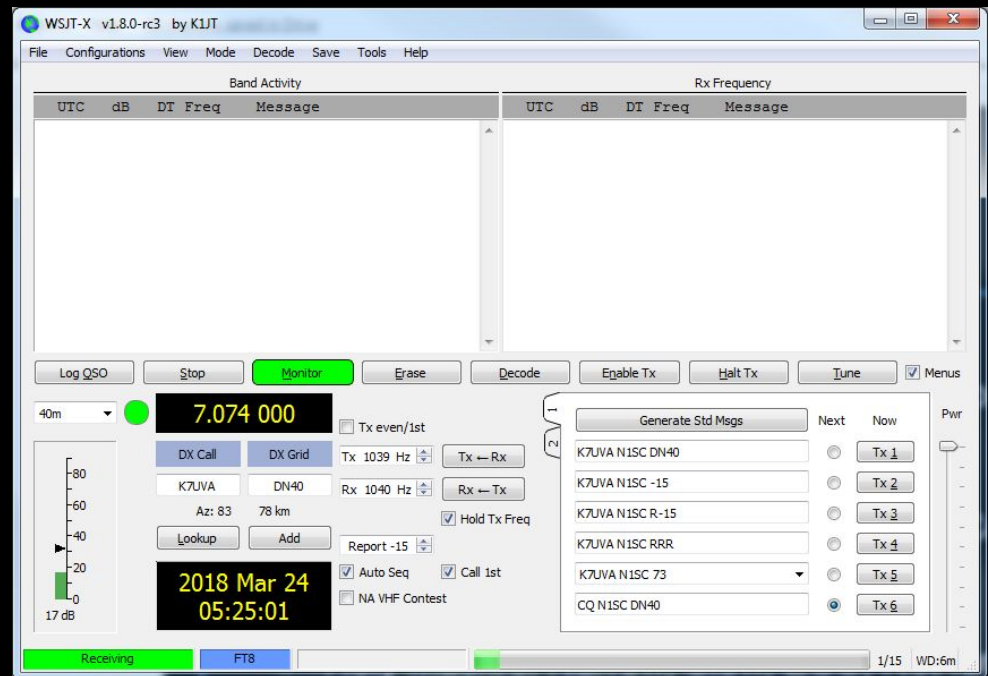 WSJT-X v1.8.0-rc3 by K1JT
File Configurations View Mode Decode Save Tools Help
Band Activity
Rx Frequency
UTC dB DT Freq Message
UTC dB DT Freq Message
Log QSO Stop Monitor Erase Decode Enable Tx Halt Tx Tune Menus
40m
7.074 000
Tx even/1st
DX Call DX Grid
Tx 1039 Hz
Tx ← Rx
K7UVA DN40
Rx 1040 Hz
Rx ← Tx
Az: 83 78 km
Hold Tx Freq
Lookup Add
Report -15
Auto Seq
Call 1st
NA VHF Contest
2018 Mar 24
05:25:01
-80
-60
-40
-20
-0
17 dB
1
2
Generate Std Msgs Next Now Pwr
K7UVA N1SC DN40 Tx 1
K7UVA N1SC -15 Tx 2
K7UVA N1SC R-15 Tx 3
K7UVA N1SC RRR Tx 4
K7UVA N1SC 73 Tx 5
CQ N1SC DN40 Tx 6
Receiving FT8 1/15 WD:6m